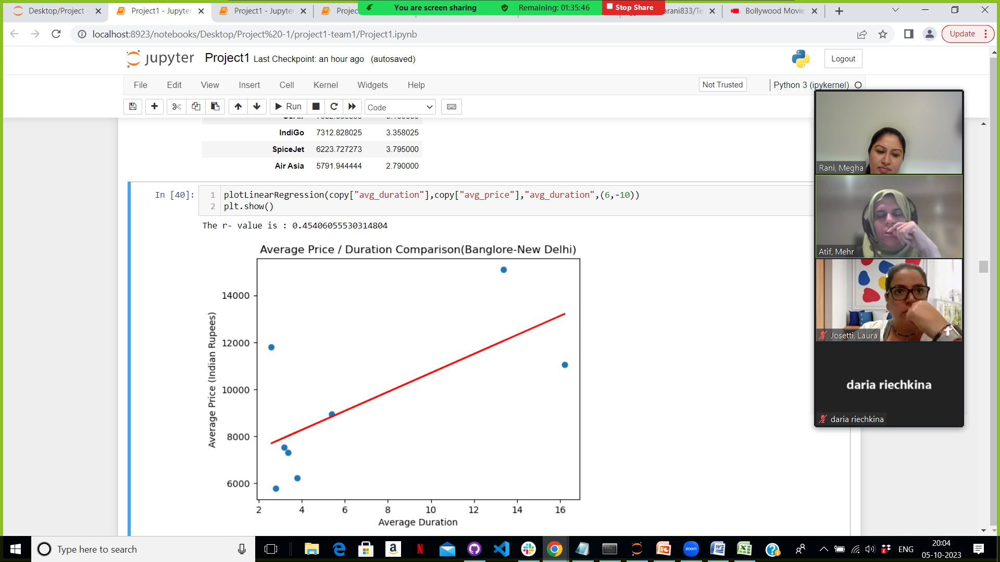 Desktop/Project -
Project1 - Jupyter
Project1 - Jupyter
Projec
You are screen sharing
Remaining: 01:35:46
Stop Share
arani833/Te
Bollywood Movie
localhost:8923/notebooks/Desktop/Project%20-1/project1-team1/Project1.ipynb
Update
jupyter Project1 Last Checkpoint: an hour ago (autosaved)
Logout
File Edit View Insert Cell Kernel Widgets Help
Not Trusted
Python 3 (ipykernel)
Run
Code
IndiGo 7312.828025 3.358025
SpiceJet 6223.727273 3.795000
Air Asia 5791.944444 2.790000
In [40]:
1 plotLinearRegression(copy["avg_duration"],copy["avg_price"],"avg_duration",(6,-10))
2 plt.show()
The r- value is : 0.45406055530314804
Average Price / Duration Comparison(Banglore-New Delhi)
Average Price (Indian Rupees)
14000
12000
10000
8000
6000
2 4 6 8 10 12 14 16
Average Duration
Rani, Megha
Atif, Mehr
Josetti, Laura
daria riechkina
daria riechkina
Type here to search
zoom
ENG
20:04
05-10-2023